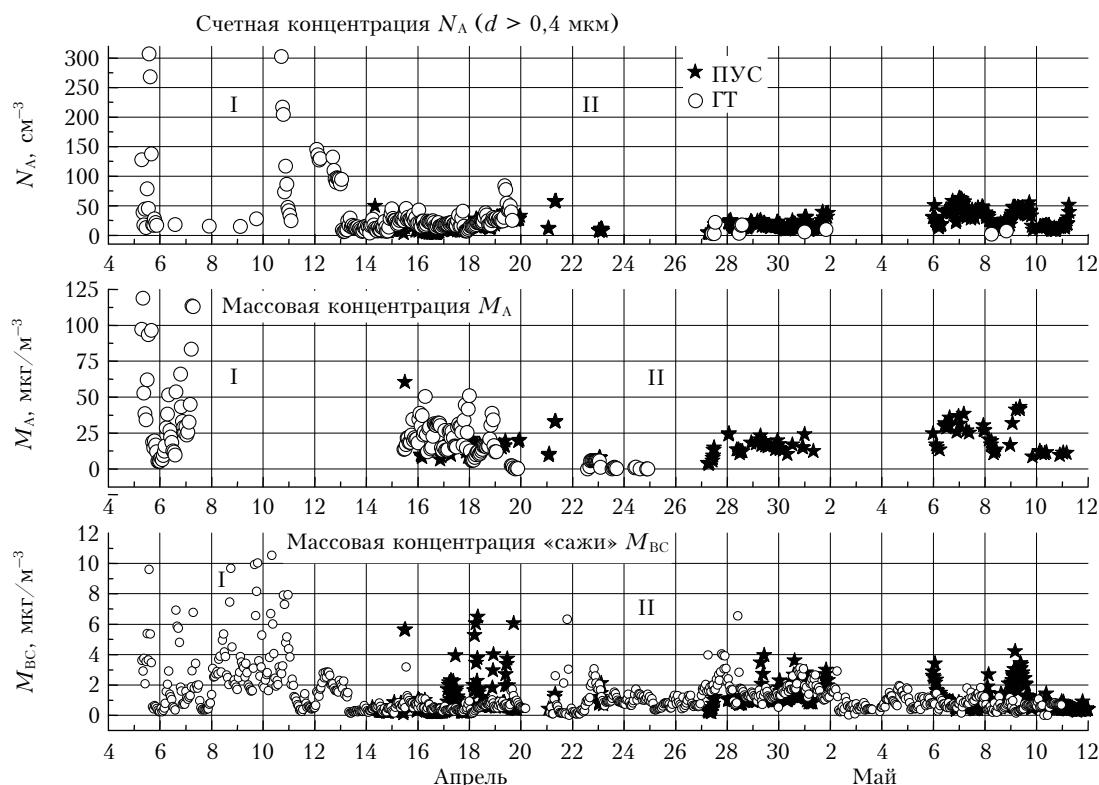 Счетная концентрация N_A (d > 0,4 мкм)
N_A, см⁻³
300
250
200
150
100
50
0
I
II
ПУС
ГТ
4 6 8 10 12 14 16 18 20 22 24 26 28 30 2 4 6 8 10 12
Массовая концентрация M_A
M_A, мкг/м⁻³
125
100
75
50
25
0
I
II
4 6 8 10 12 14 16 18 20 22 24 26 28 30 2 4 6 8 10 12
Массовая концентрация «сажи» M_BC
M_BC, мкг/м⁻³
12
10
8
6
4
2
0
I
II
4 6 8 10 12 14 16 18 20 22 24 26 28 30 2 4 6 8 10 12
Апрель Май